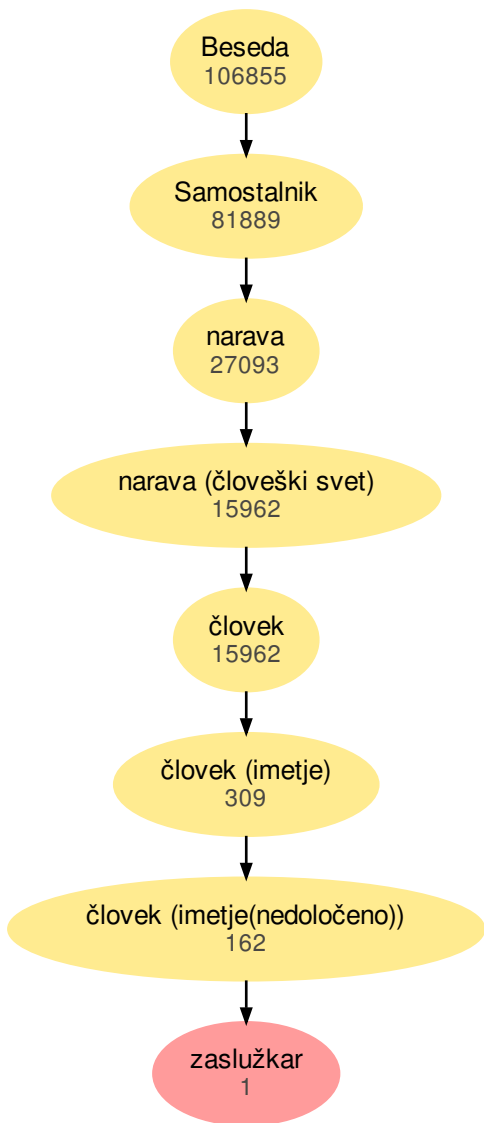 Beseda
106855
Samostalnik
81889
narava
27093
narava (človeški svet)
15962
človek
15962
človek (imetje)
309
človek (imetje(nedoločeno))
162
zaslužkar
1